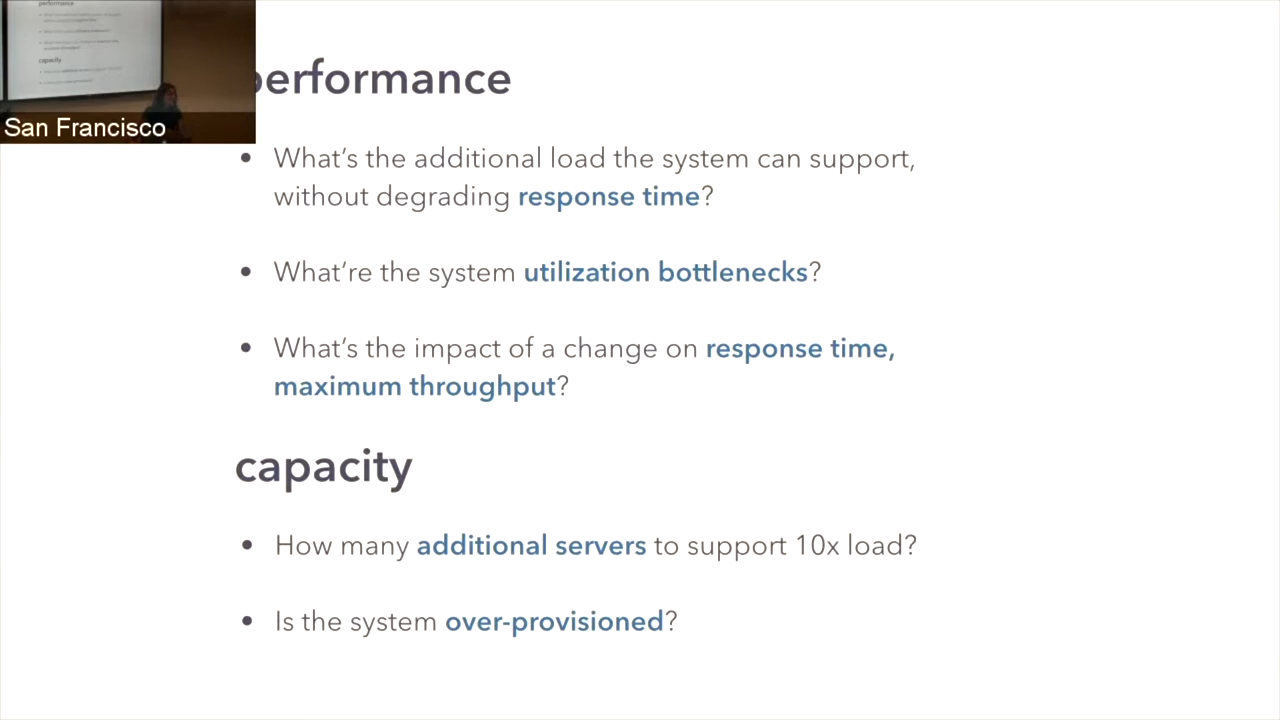 performance
San Francisco
• What’s the additional load the system can support,
without degrading response time?
• What’re the system utilization bottlenecks?
• What’s the impact of a change on response time,
maximum throughput?
capacity
• How many additional servers to support 10x load?
• Is the system over-provisioned?